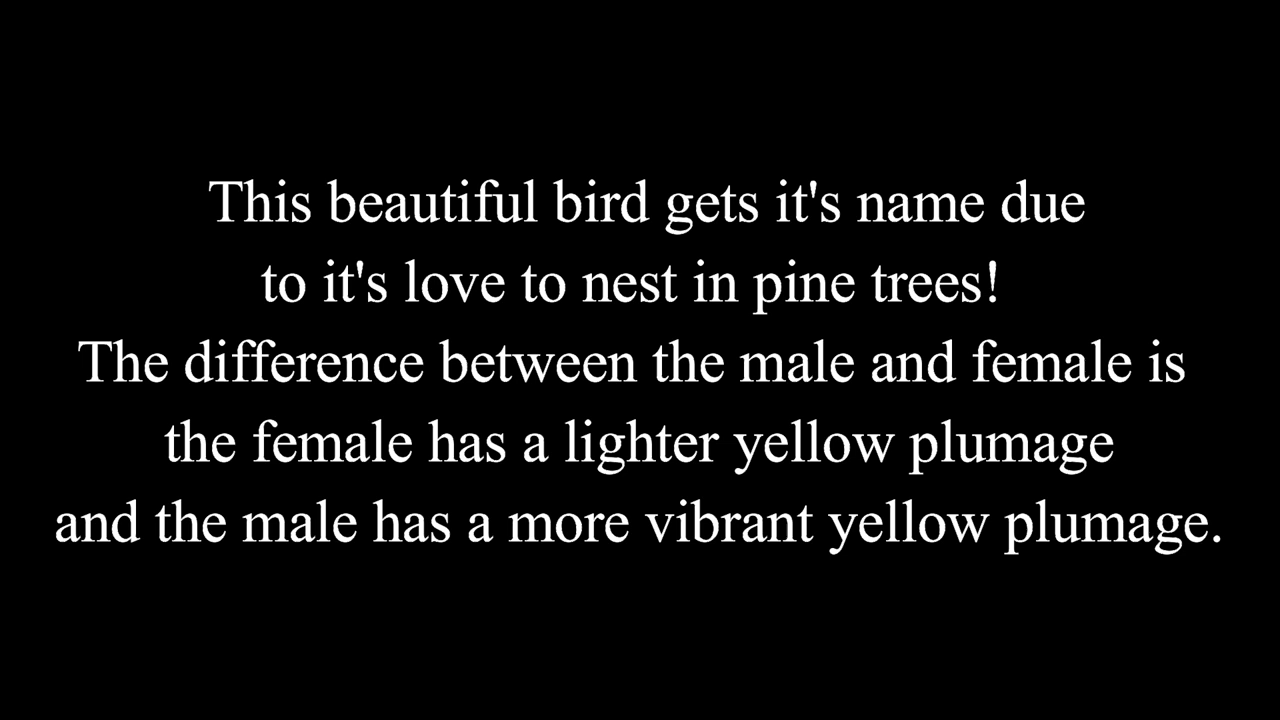 This beautiful bird gets it's name due
to it's love to nest in pine trees!
The difference between the male and female is
the female has a lighter yellow plumage
and the male has a more vibrant yellow plumage.